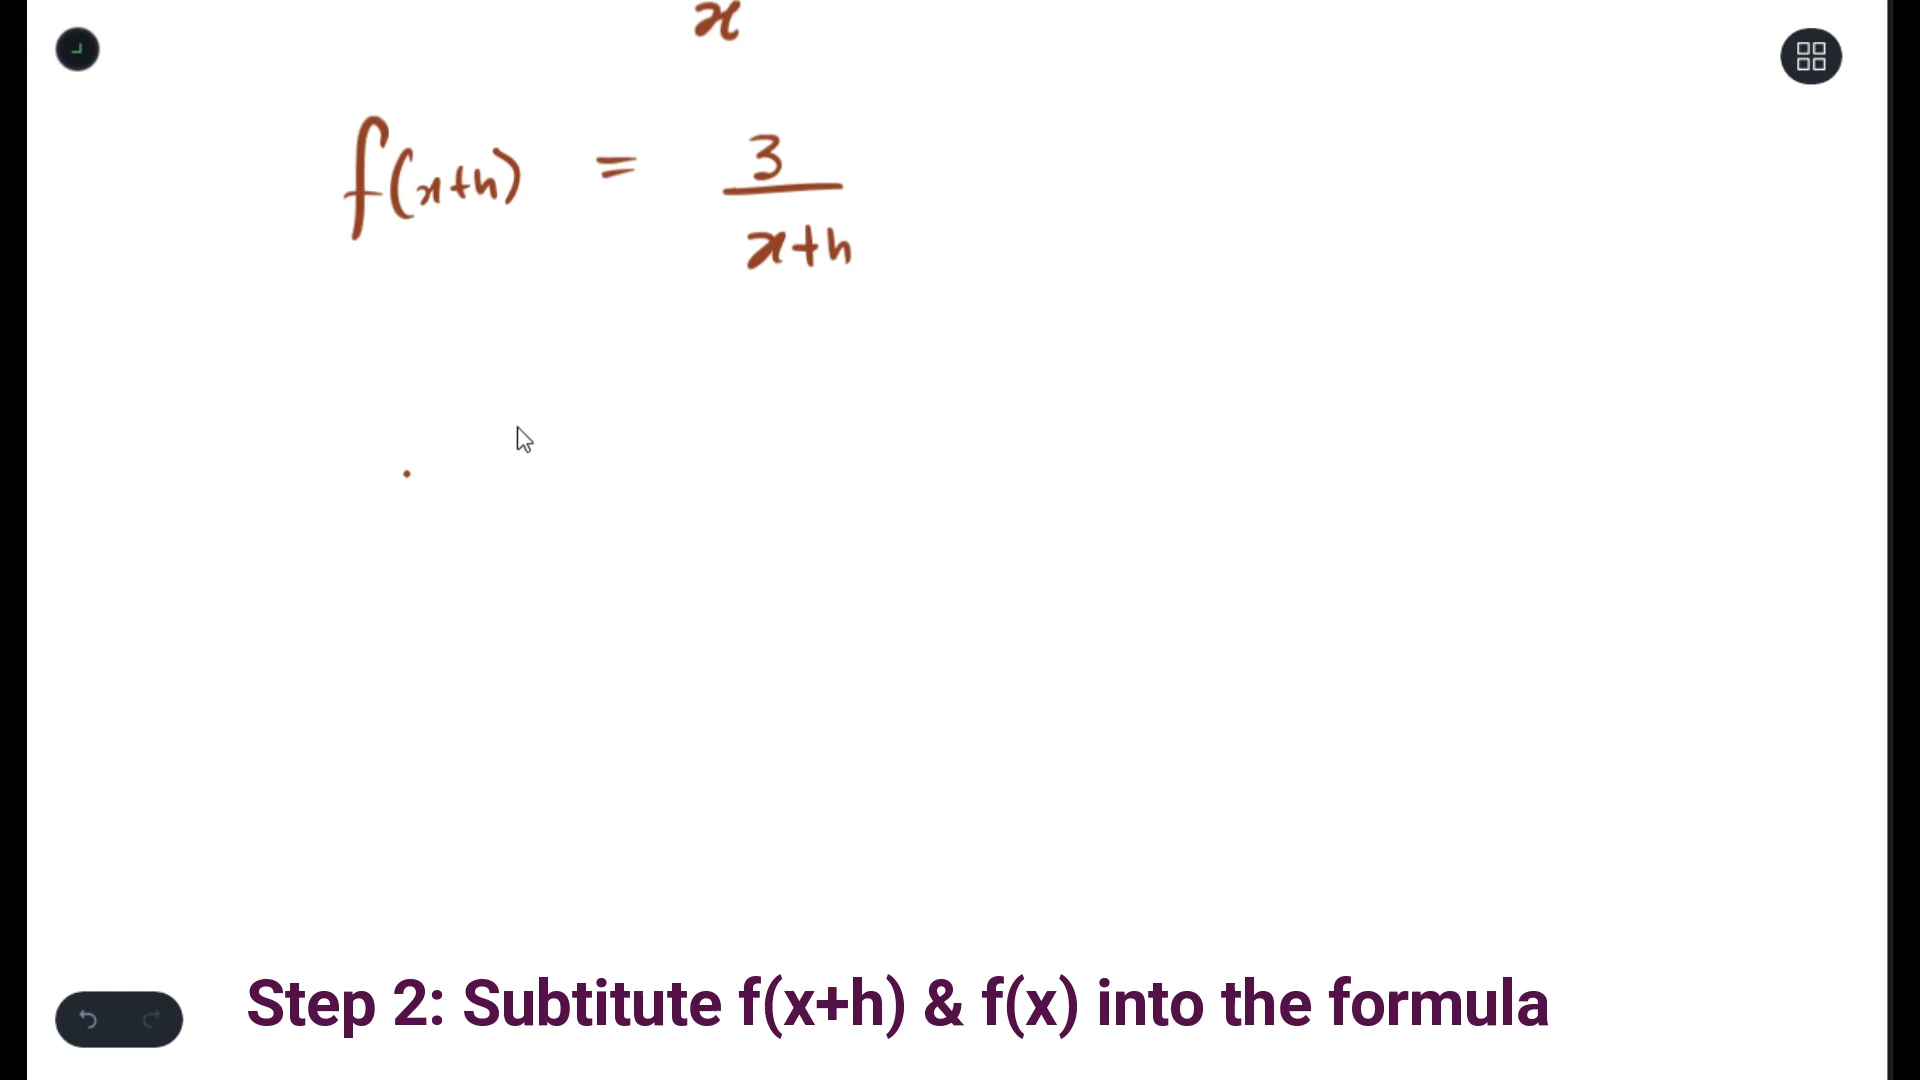 x
f(x+h) = 3
x+h
Step 2: Subtitute f(x+h) & f(x) into the formula